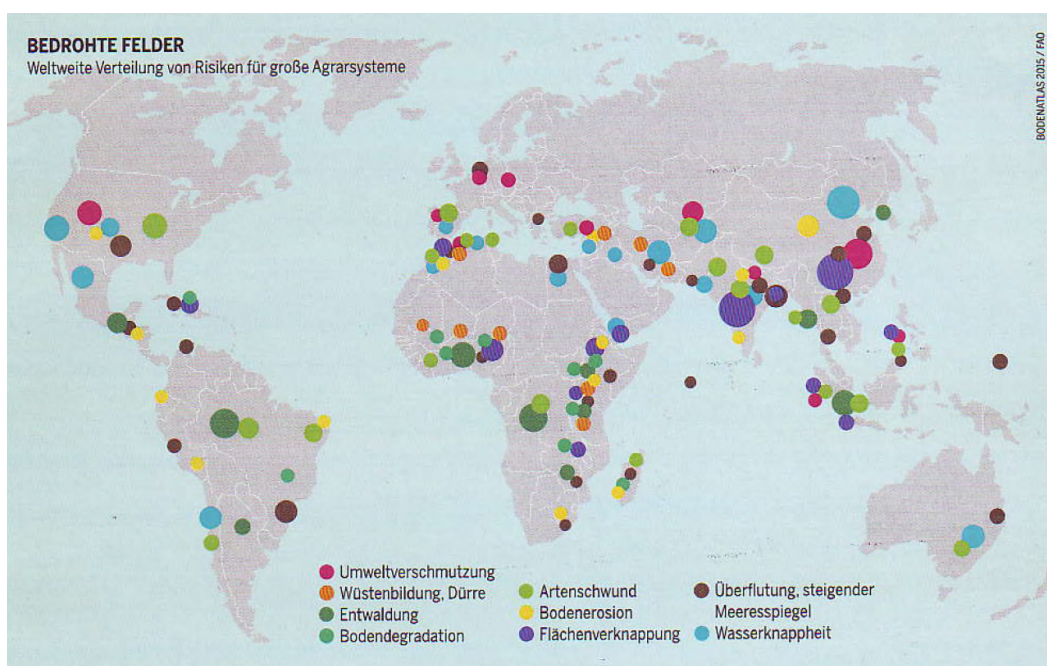 BEDROHTE FELDER
Weltweite Verteilung von Risiken für große Agrarsysteme
BODENATLAS 2015 / FAO
Umweltverschmutzung
Wüstenbildung, Dürre
Entwaldung
Bodendegradation
Artenschwund
Bodenerosion
Flächenverknappung
Überflutung, steigender
Meeresspiegel
Wasserknappheit